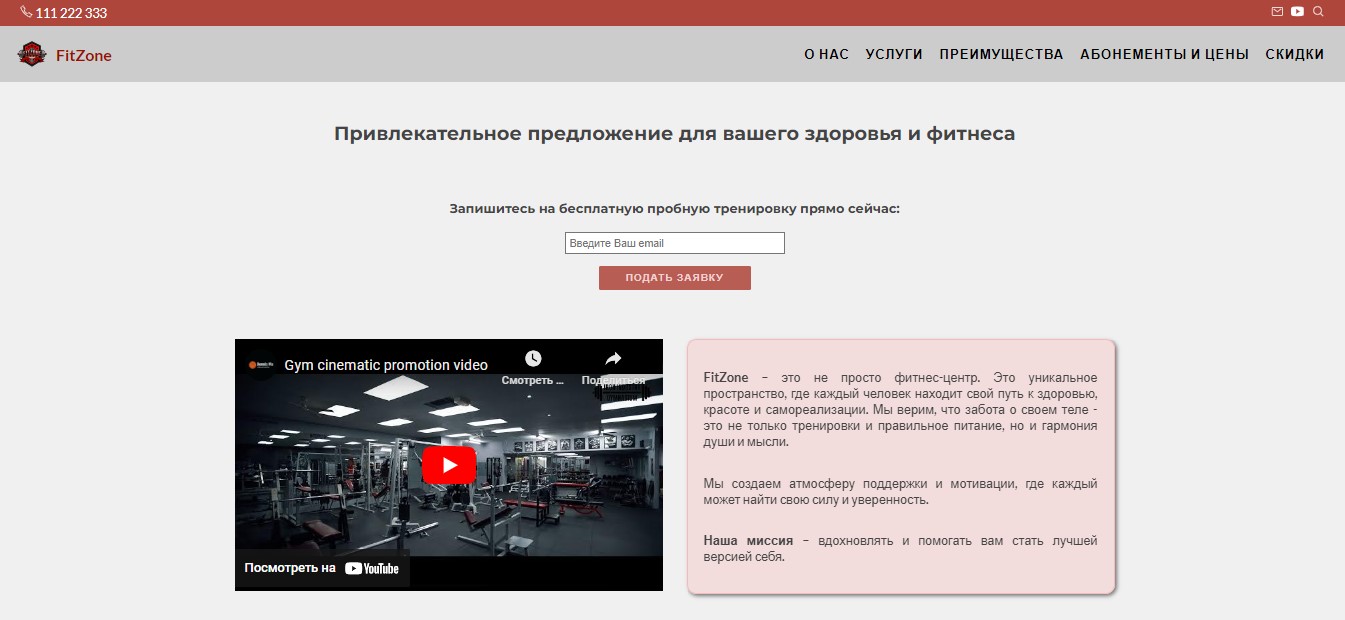 111 222 333
FitZone
О НАС УСЛУГИ ПРЕИМУЩЕСТВА АБОНЕМЕНТЫ И ЦЕНЫ СКИДКИ
Привлекательное предложение для вашего здоровья и фитнеса
Запишитесь на бесплатную пробную тренировку прямо сейчас:
Введите Ваш email
ПОДАТЬ ЗАЯВКУ
Gym cinematic promotion video
Смотреть ...
Поделиться
Посмотреть на YouTube
FitZone – это не просто фитнес-центр. Это уникальное
пространство, где каждый человек находит свой путь к здоровью,
красоте и самореализации. Мы верим, что забота о своем теле -
это не только тренировки и правильное питание, но и гармония
души и мысли.
Мы создаем атмосферу поддержки и мотивации, где каждый
может найти свою силу и уверенность.
Наша миссия – вдохновлять и помогать вам стать лучшей
версией себя.